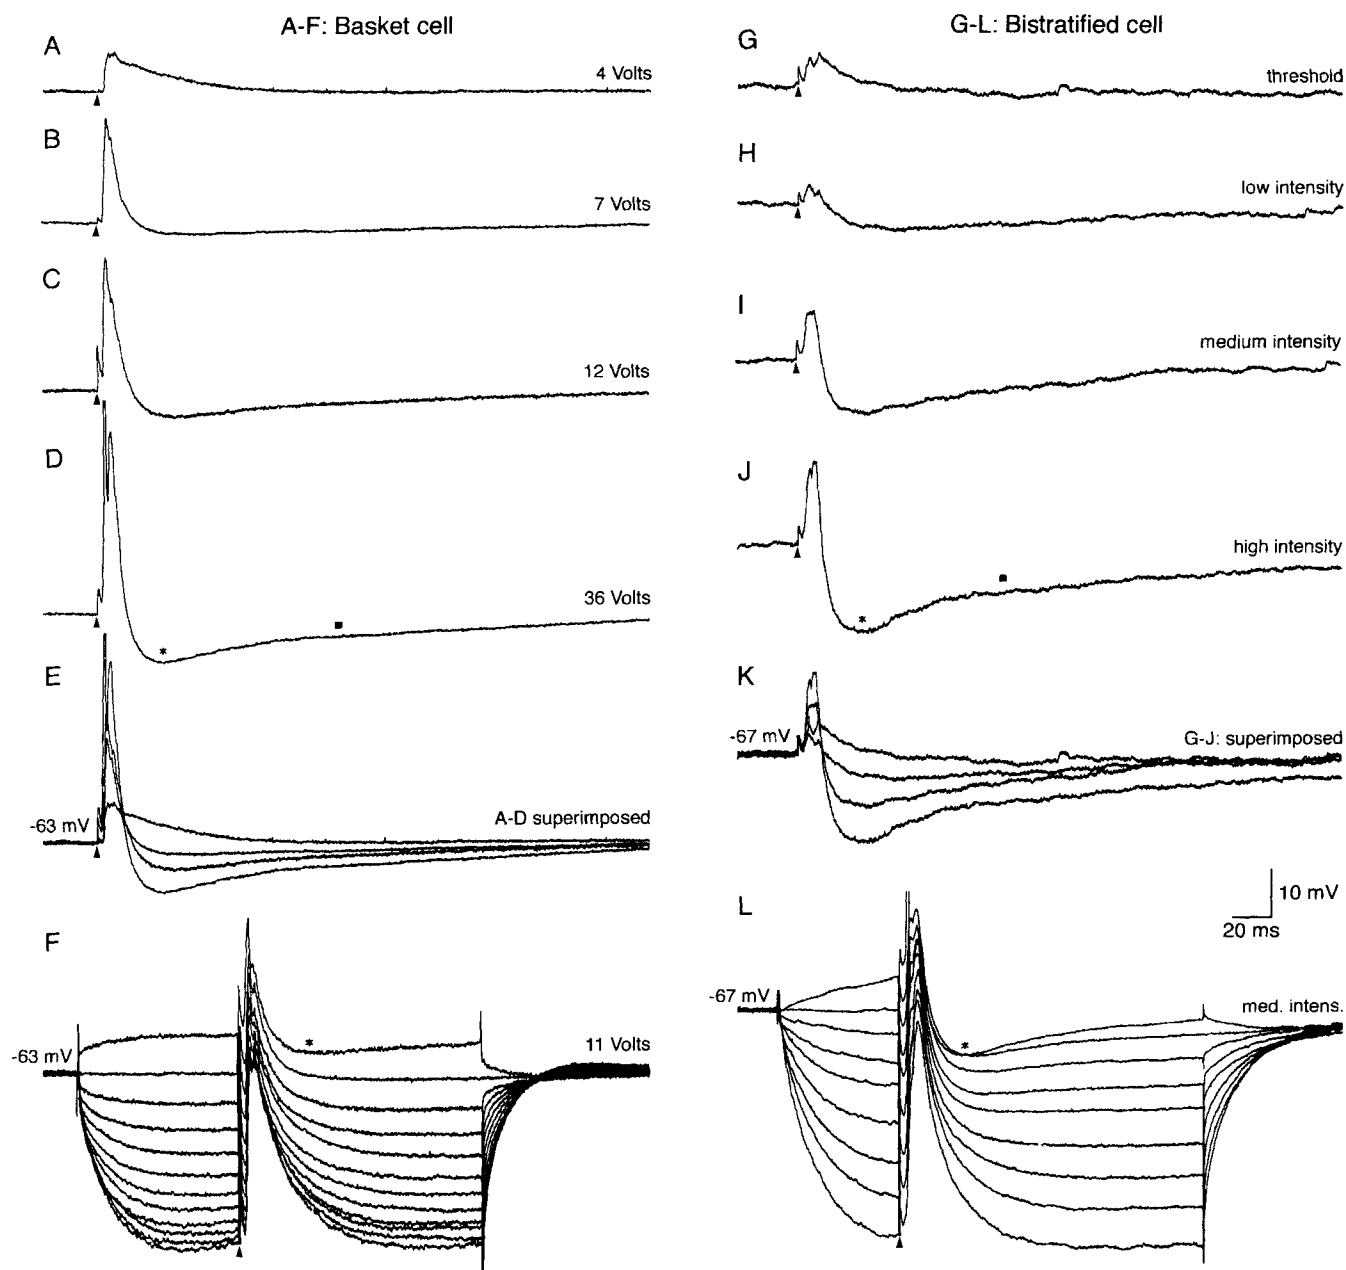 A-F: Basket cell
A
4 Volts
B
7 Volts
C
12 Volts
D
36 Volts
*
E
-63 mV
A-D superimposed
F
-63 mV
*
11 Volts
G-L: Bistratified cell
G
threshold
H
low intensity
I
medium intensity
J
high intensity
*
K
-67 mV
G-J: superimposed
L
10 mV
20 ms
-67 mV
med. intens.
*